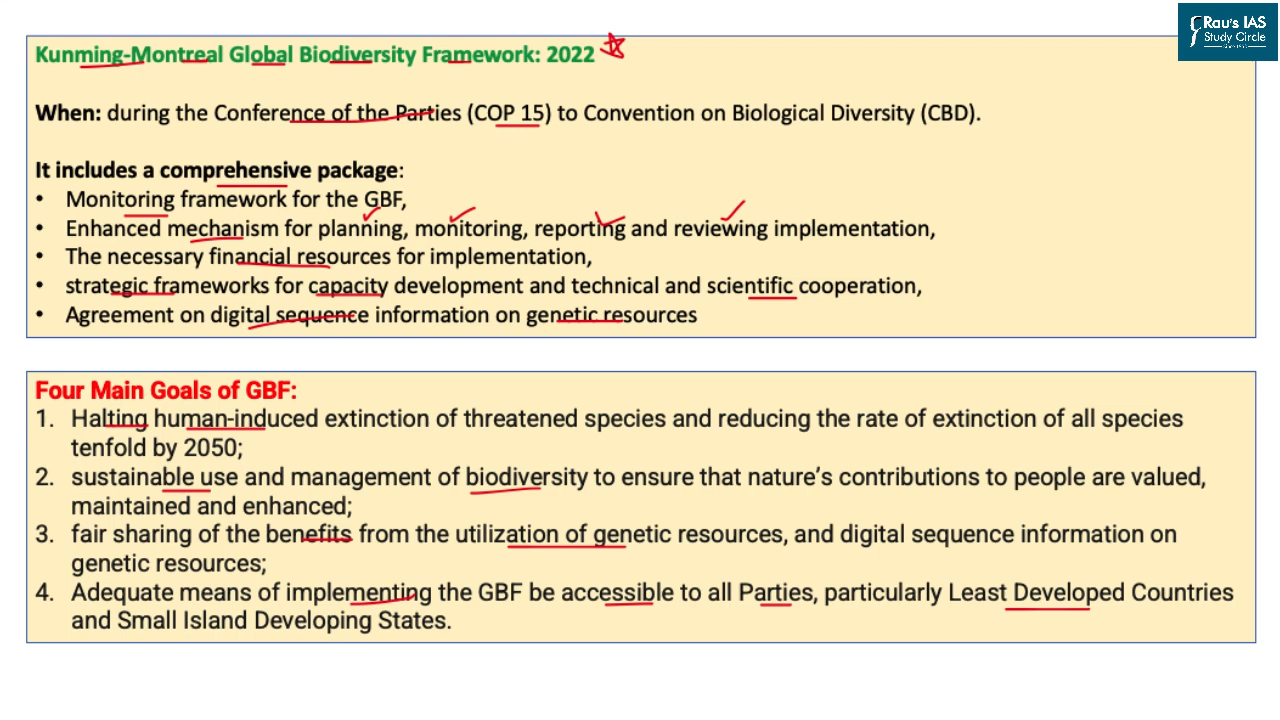 Rau's IAS
Study Circle
Kunming-Montreal Global Biodiversity Framework: 2022
When: during the Conference of the Parties (COP 15) to Convention on Biological Diversity (CBD).
It includes a comprehensive package:
• Monitoring framework for the GBF,
• Enhanced mechanism for planning, monitoring, reporting and reviewing implementation,
• The necessary financial resources for implementation,
• strategic frameworks for capacity development and technical and scientific cooperation,
• Agreement on digital sequence information on genetic resources
Four Main Goals of GBF:
1. Halting human-induced extinction of threatened species and reducing the rate of extinction of all species
tenfold by 2050;
2. sustainable use and management of biodiversity to ensure that nature's contributions to people are valued,
maintained and enhanced;
3. fair sharing of the benefits from the utilization of genetic resources, and digital sequence information on
genetic resources;
4. Adequate means of implementing the GBF be accessible to all Parties, particularly Least Developed Countries
and Small Island Developing States.